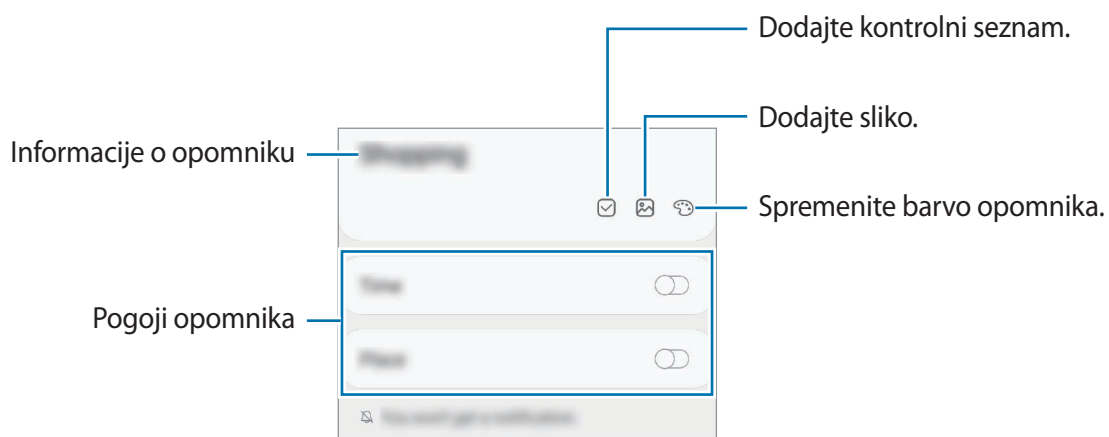 Dodajte kontrolni seznam.
Dodajte sliko.
Informacije o opomniku
Spremenite barvo opomnika.
Pogoji opomnika